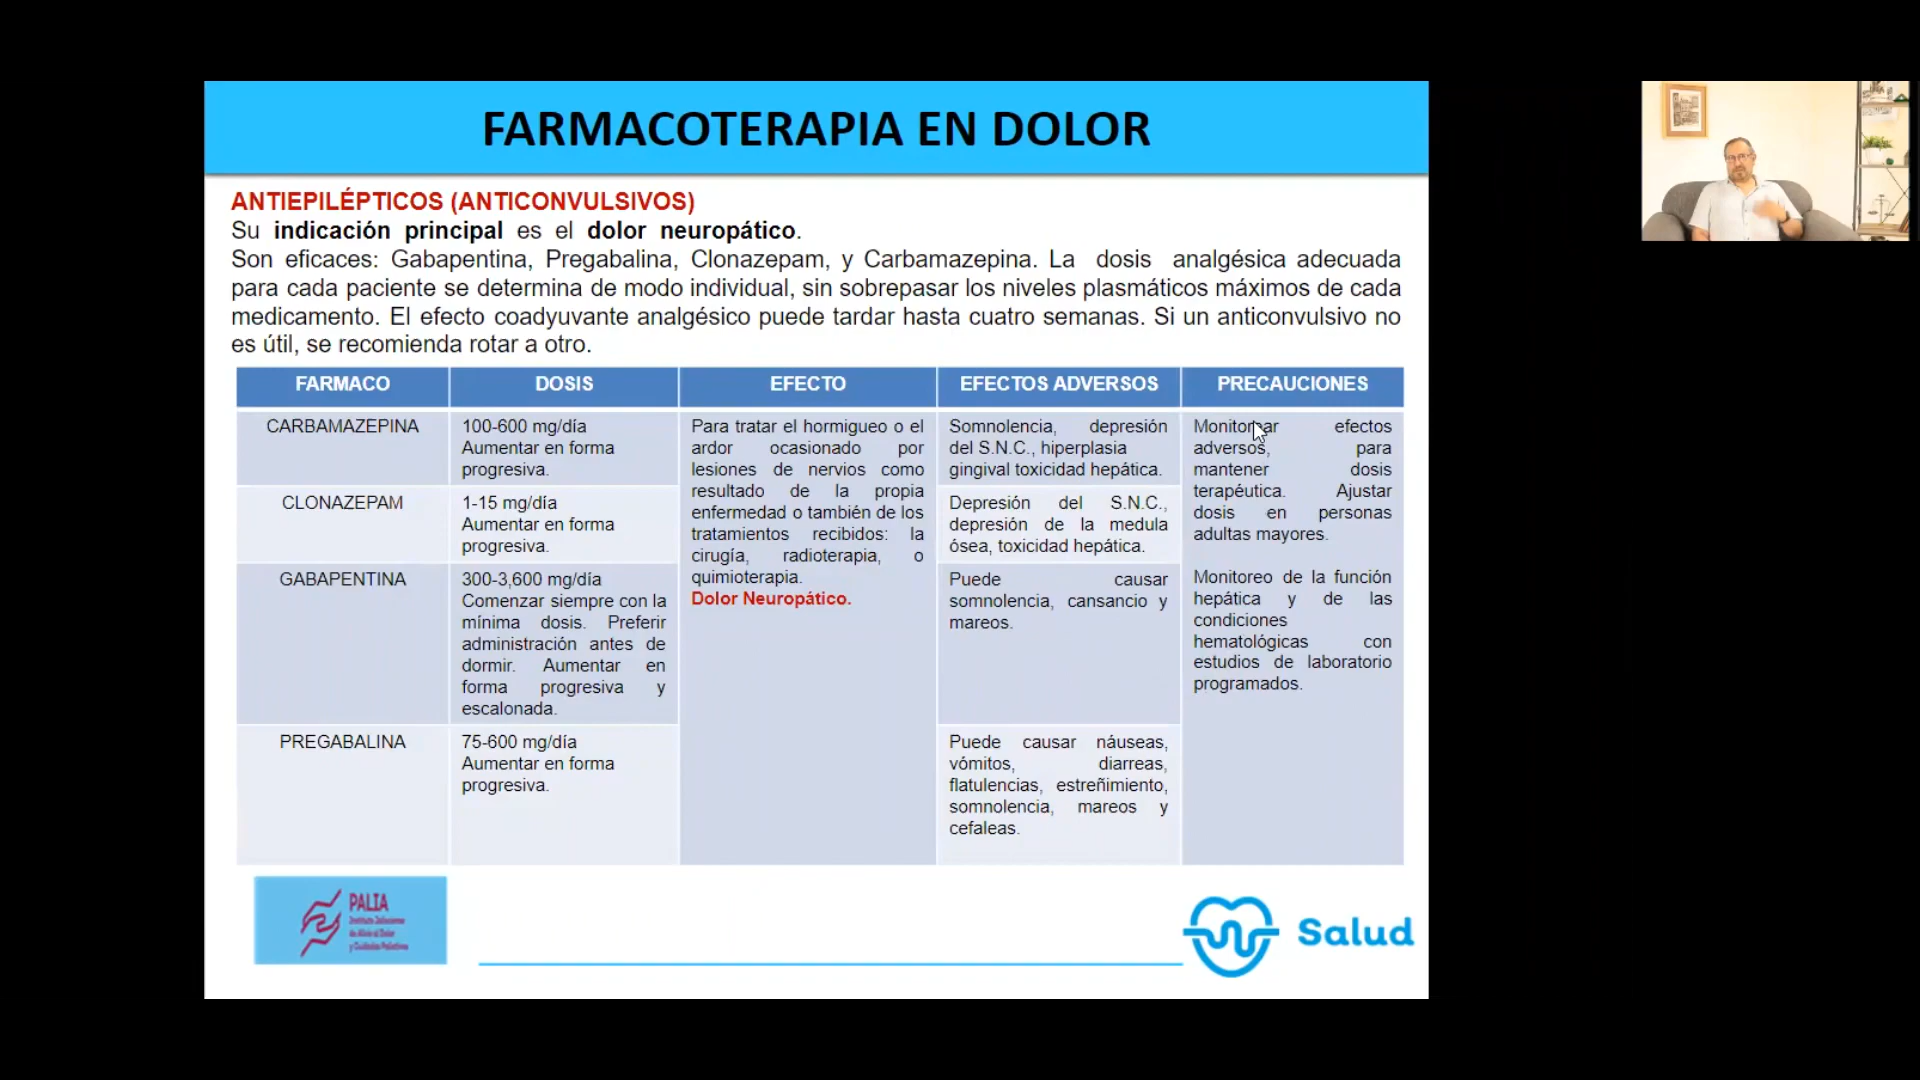 FARMACOTERAPIA EN DOLOR
ANTIEPILÉPTICOS (ANTICONVULSIVOS)
Su indicación principal es el dolor neuropático.
Son eficaces: Gabapentina, Pregabalina, Clonazepam, y Carbamazepina. La dosis analgésica adecuada
para cada paciente se determina de modo individual, sin sobrepasar los niveles plasmáticos máximos de cada
medicamento. El efecto coadyuvante analgésico puede tardar hasta cuatro semanas. Si un anticonvulsivo no
es útil, se recomienda rotar a otro.
FARMACO DOSIS EFECTO EFECTOS ADVERSOS PRECAUCIONES
CARBAMAZEPINA
100-600 mg/día
Aumentar en forma
progresiva.
Para tratar el hormigueo o el
ardor ocasionado por
lesiones de nervios como
resultado de la propia
enfermedad o también de los
tratamientos recibidos: la
cirugía, radioterapia, o
quimioterapia.
Dolor Neuropático.
Somnolencia, depresión
del S.N.C., hiperplasia
gingival toxicidad hepática.
Monitorear efectos
adversos, para
mantener dosis
terapéutica. Ajustar
dosis en personas
adultas mayores.
Monitoreo de la función
hepática y de las
condiciones
hematológicas con
estudios de laboratorio
programados.
CLONAZEPAM
1-15 mg/día
Aumentar en forma
progresiva.
Depresión del S.N.C.,
depresión de la medula
ósea, toxicidad hepática.
GABAPENTINA
300-3,600 mg/día
Comenzar siempre con la
mínima dosis. Preferir
administración antes de
dormir. Aumentar en
forma progresiva y
escalonada.
Puede causar
somnolencia, cansancio y
mareos.
PREGABALINA
75-600 mg/día
Aumentar en forma
progresiva.
Puede causar náuseas,
vómitos, diarreas,
flatulencias, estreñimiento,
somnolencia, mareos y
cefaleas.
PALIA
Instituto Jalisciense
de Alivio al Dolor
y Cuidados Paliativos
Salud